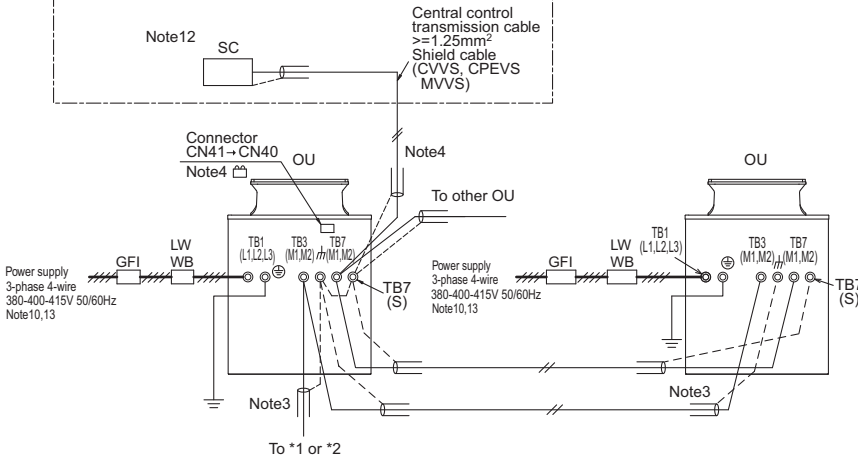 Note12
SC
Central control
transmission cable
>=1.25mm²
Shield cable
(CVVS, CPEVS
MVVS)
Connector
CN41→CN40
Note4
OU
Note4
To other OU
OU
TB1
(L1,L2,L3)
TB3
(M1,M2)
TB7
(M1,M2)
TB7
(S)
GFI
LW
WB
Power supply
3-phase 4-wire
380-400-415V 50/60Hz
Note10,13
Power supply
3-phase 4-wire
380-400-415V 50/60Hz
Note10,13
GFI
LW
WB
TB1
(L1,L2,L3)
TB3
(M1,M2)
TB7
(M1,M2)
TB7
(S)
Note3
Note3
To *1 or *2